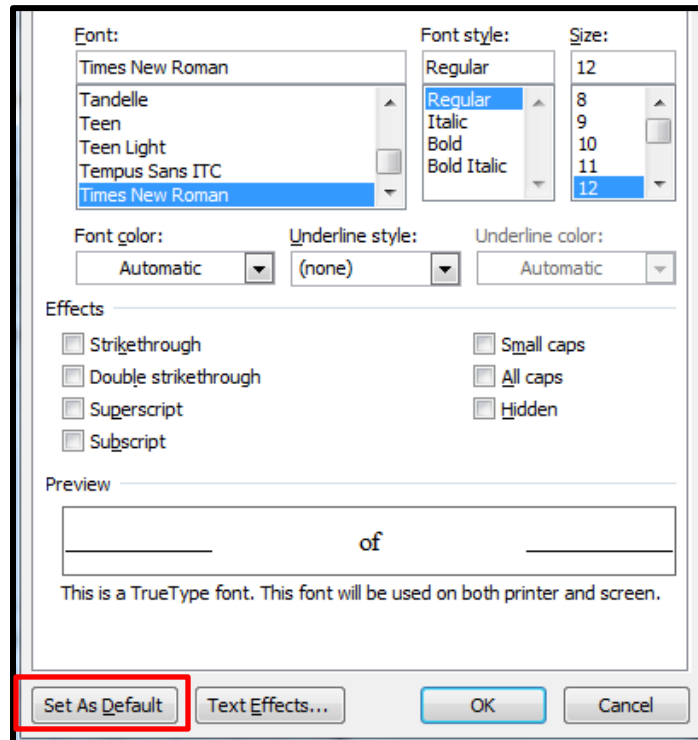 Font: Font style: Size:
Times New Roman Regular 12
Tandelle Regular 8
Teen Italic 9
Teen Light Bold 10
Tempus Sans ITC Bold Italic 11
Times New Roman 12
Font color: Underline style: Underline color:
Automatic (none) Automatic
Effects
Strikethrough Small caps
Double strikethrough All caps
Superscript Hidden
Subscript
Preview
of
This is a TrueType font. This font will be used on both printer and screen.
Set As Default Text Effects... OK Cancel